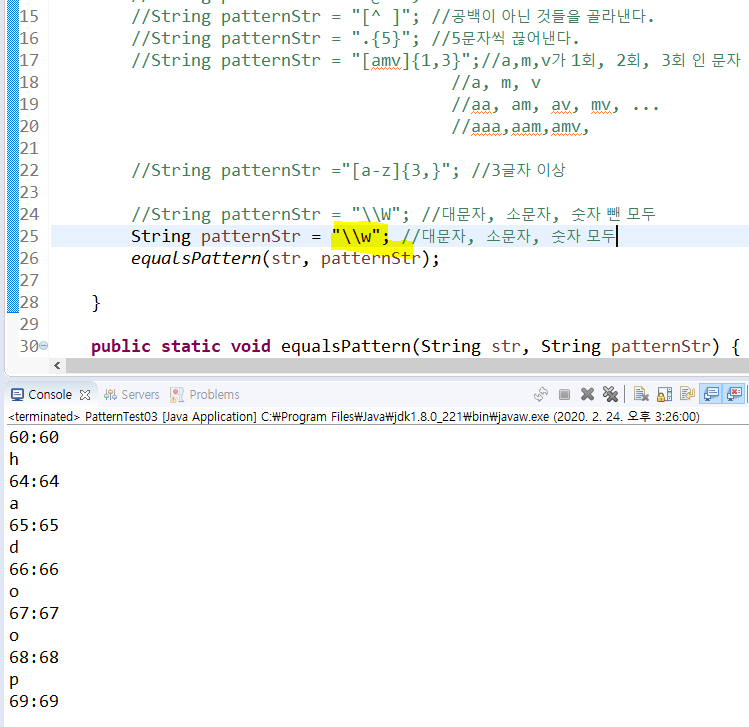 15 //String patternStr = "[^ ]"; //공백이 아닌 것들을 골라낸다.
16 //String patternStr = ".{5}"; //5문자씩 끊어낸다.
17 //String patternStr = "[amv]{1,3}";//a,m,v가 1회, 2회, 3회 인 문자
18 //a, m, v
19 //aa, am, av, mv, ...
20 //aaa,aam,amv,
21
22 //String patternStr ="[a-z]{3,}"; //3글자 이상
23
24 //String patternStr = "\\W"; //대문자, 소문자, 숫자 뺀 모두
25 String patternStr = "\\w"; //대문자, 소문자, 숫자 모두
26 equalsPattern(str, patternStr);
27
28 }
29
30 public static void equalsPattern(String str, String patternStr) {
Console Servers Problems
<terminated> PatternTest03 [Java Application] C:₩Program Files₩Java₩jdk1.8.0_221₩bin₩javaw.exe (2020. 2. 24. 오후 3:26:00)
60:60
h
64:64
a
65:65
d
66:66
o
67:67
o
68:68
p
69:69